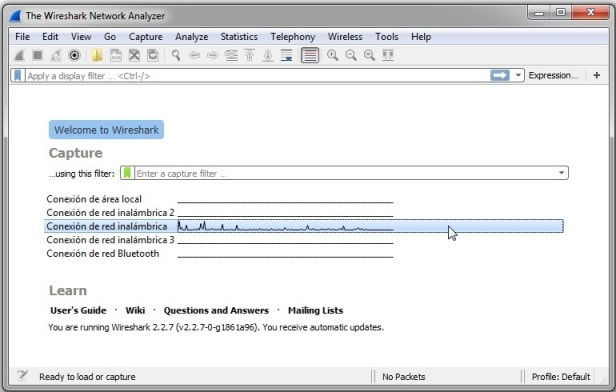 The Wireshark Network Analyzer
File Edit View Go Capture Analyze Statistics Telephony Wireless Tools Help
Apply a display filter ... <Ctrl-/> Expression... +
Welcome to Wireshark
Capture
...using this filter: Enter a capture filter ...
Conexión de área local
Conexión de red inalámbrica 2
Conexión de red inalámbrica
Conexión de red inalámbrica 3
Conexión de red Bluetooth
Learn
User's Guide · Wiki · Questions and Answers · Mailing Lists
You are running Wireshark 2.2.7 (v2.2.7-0-g1861a96). You receive automatic updates.
Ready to load or capture No Packets Profile: Default